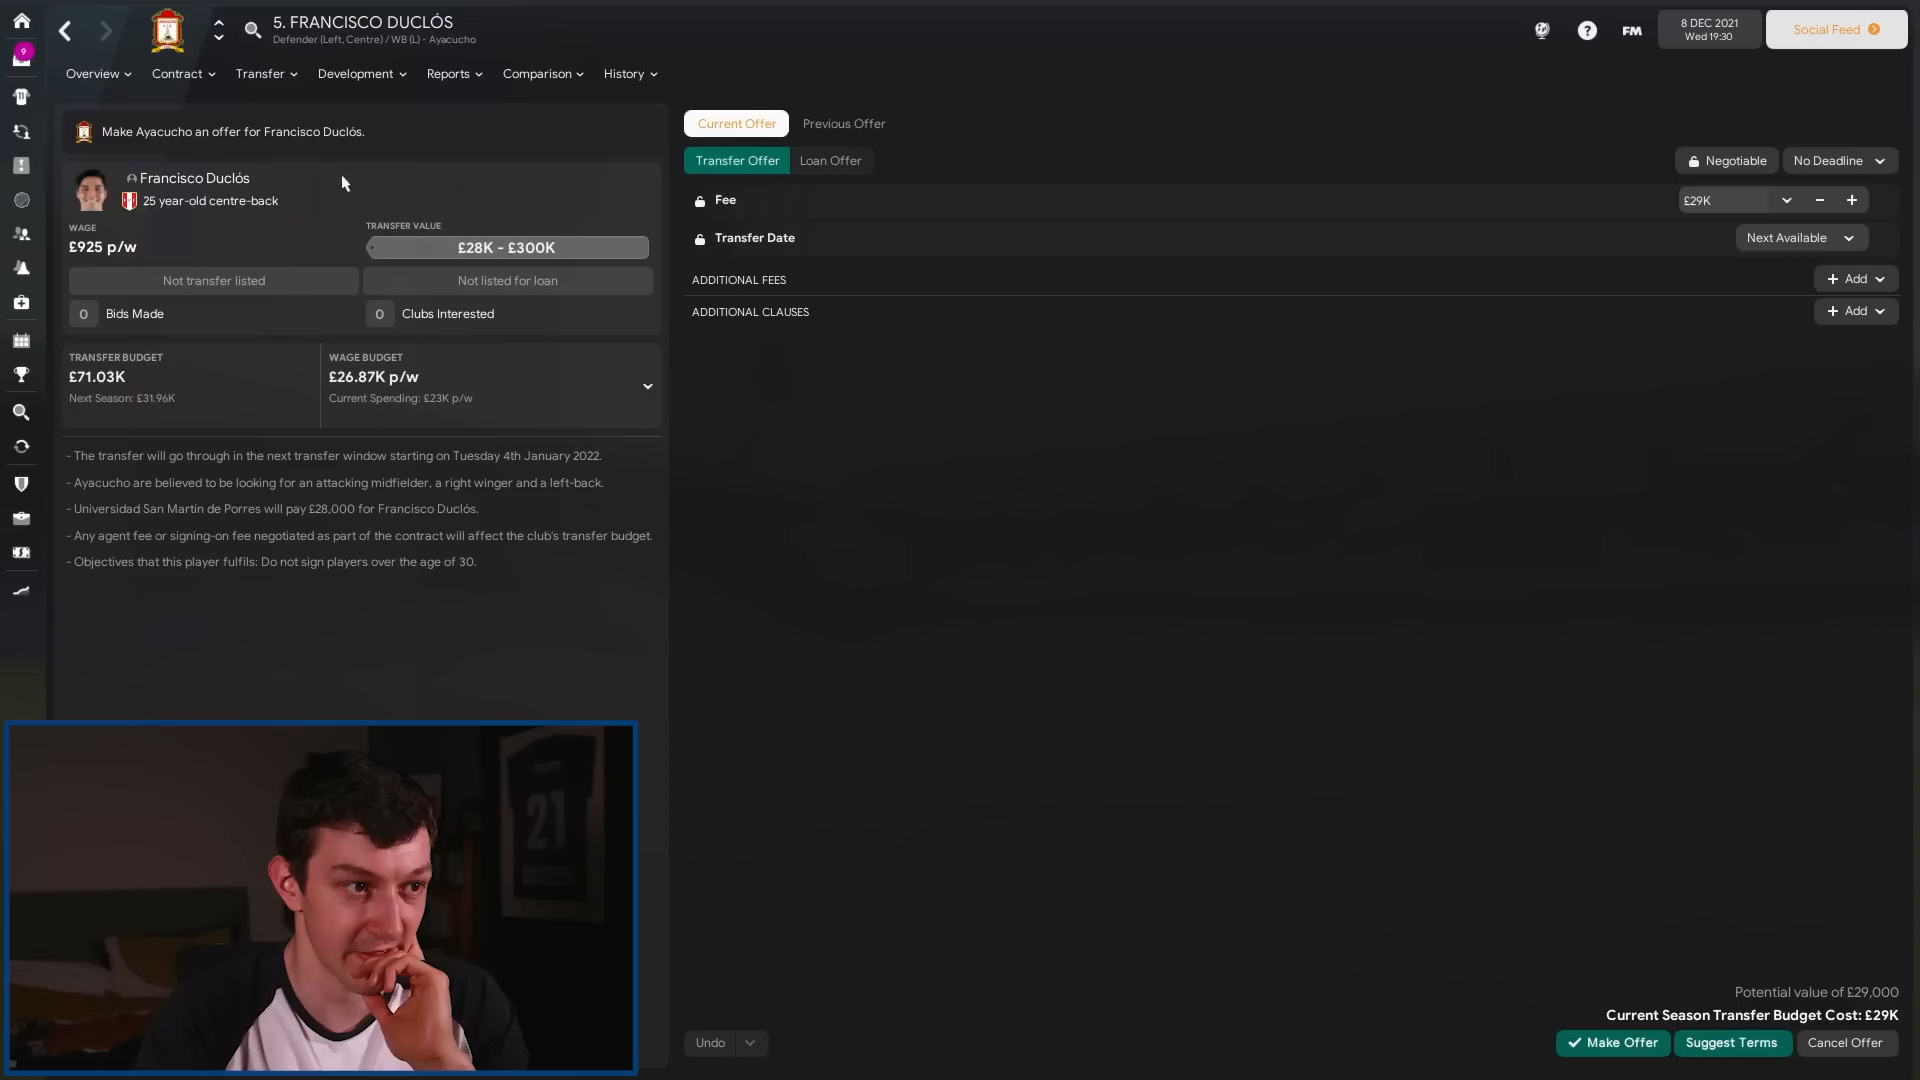 5. FRANCISCO DUCLÓS
Defender (Left, Centre) / WB (L) - Ayacucho
9
FM
8 DEC 2021
Wed 19:30
Social Feed
Overview
Contract
Transfer
Development
Reports
Comparison
History
Make Ayacucho an offer for Francisco Duclós.
Francisco Duclós
25 year-old centre-back
WAGE
£925 p/w
TRANSFER VALUE
£28K - £300K
Not transfer listed
Not listed for loan
0 Bids Made
0 Clubs Interested
TRANSFER BUDGET
£71.03K
Next Season: £31.96K
WAGE BUDGET
£26.87K p/w
Current Spending: £23K p/w
- The transfer will go through in the next transfer window starting on Tuesday 4th January 2022.
- Ayacucho are believed to be looking for an attacking midfielder, a right winger and a left-back.
- Universidad San Martín de Porres will pay £28,000 for Francisco Duclós.
- Any agent fee or signing-on fee negotiated as part of the contract will affect the club's transfer budget.
- Objectives that this player fulfils: Do not sign players over the age of 30.
Current Offer
Previous Offer
Transfer Offer
Loan Offer
Negotiable
No Deadline
Fee
£29K
Transfer Date
Next Available
ADDITIONAL FEES
+ Add
ADDITIONAL CLAUSES
+ Add
21
Potential value of £29,000
Current Season Transfer Budget Cost: £29K
Undo
Make Offer
Suggest Terms
Cancel Offer